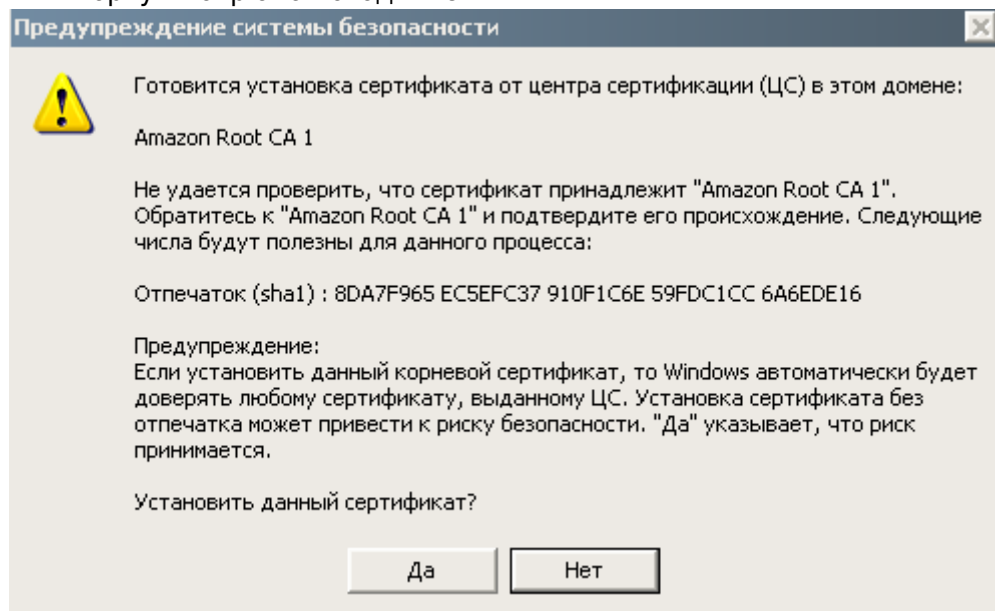 Предупреждение системы безопасности
Готовится установка сертификата от центра сертификации (ЦС) в этом домене:
Amazon Root CA 1
Не удается проверить, что сертификат принадлежит "Amazon Root CA 1".
Обратитесь к "Amazon Root CA 1" и подтвердите его происхождение. Следующие
числа будут полезны для данного процесса:
Отпечаток (sha1) : 8DA7F965 EC5EFC37 910F1C6E 59FDC1CC 6A6EDE16
Предупреждение:
Если установить данный корневой сертификат, то Windows автоматически будет
доверять любому сертификату, выданному ЦС. Установка сертификата без
отпечатка может привести к риску безопасности. "Да" указывает, что риск
принимается.
Установить данный сертификат?
Да Нет